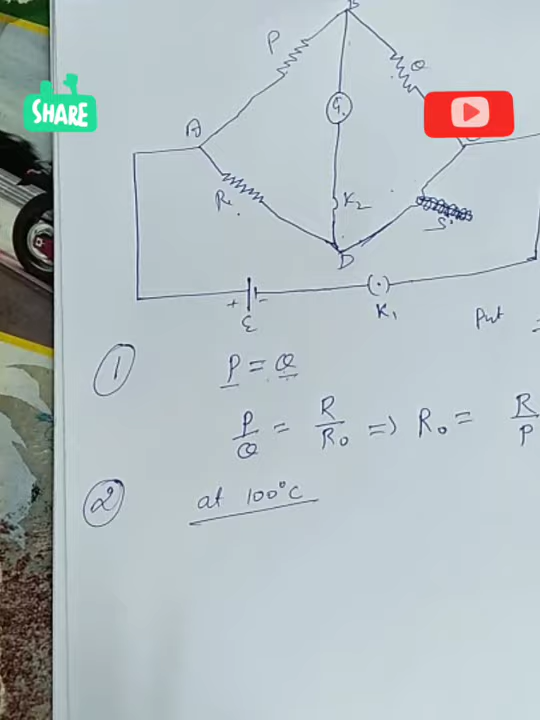 B
P
Q
SHARE
G.
A
R.
K2
S.
D
+ -
ε
K1
Put =
1 P = Q
P/Q = R/R0 => R0 = R/P
2 at 100°C